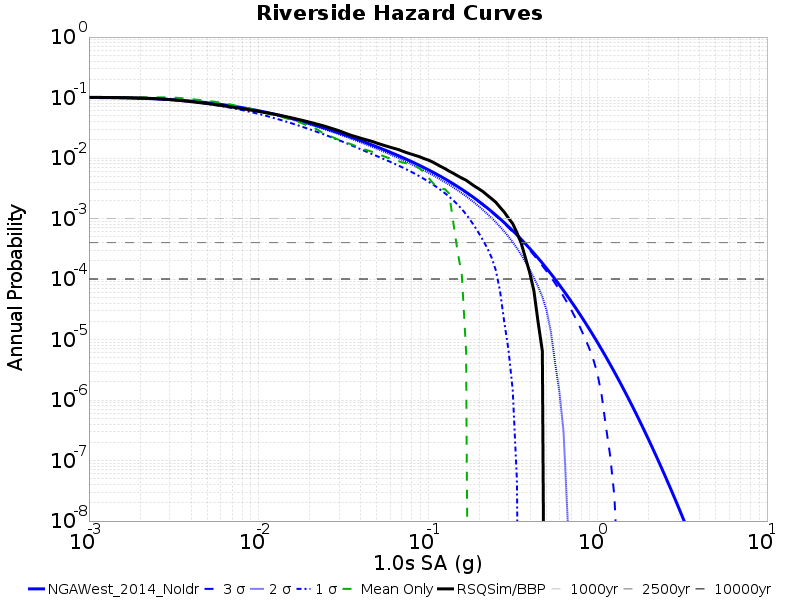 Riverside Hazard Curves
10^0
10^-1
10^-2
10^-3
10^-4
10^-5
10^-6
10^-7
10^-8
Annual Probability
10^-3 10^-2 10^-1 10^0 10^1
1.0s SA (g)
NGAWest_2014_NoIdr 3 σ 2 σ 1 σ Mean Only RSQSim/BBP 1000yr 2500yr 10000yr